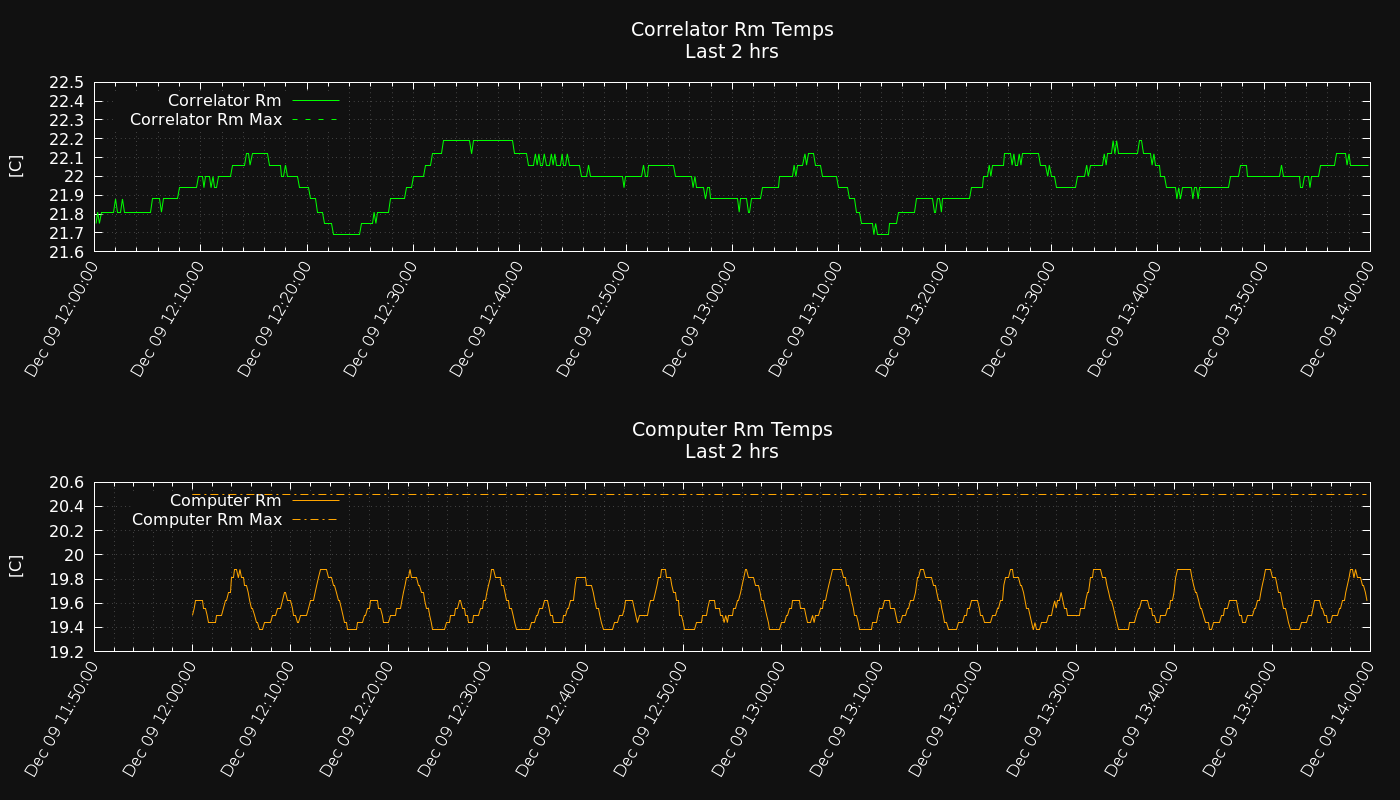 Correlator Rm Temps
Last 2 hrs
22.5
22.4
22.3
22.2
22.1
22
21.9
21.8
21.7
21.6
[C]
Correlator Rm
Correlator Rm Max
Dec 09 12:00:00
Dec 09 12:10:00
Dec 09 12:20:00
Dec 09 12:30:00
Dec 09 12:40:00
Dec 09 12:50:00
Dec 09 13:00:00
Dec 09 13:10:00
Dec 09 13:20:00
Dec 09 13:30:00
Dec 09 13:40:00
Dec 09 13:50:00
Dec 09 14:00:00
Computer Rm Temps
Last 2 hrs
20.6
20.4
20.2
20
19.8
19.6
19.4
19.2
[C]
Computer Rm
Computer Rm Max
Dec 09 11:50:00
Dec 09 12:00:00
Dec 09 12:10:00
Dec 09 12:20:00
Dec 09 12:30:00
Dec 09 12:40:00
Dec 09 12:50:00
Dec 09 13:00:00
Dec 09 13:10:00
Dec 09 13:20:00
Dec 09 13:30:00
Dec 09 13:40:00
Dec 09 13:50:00
Dec 09 14:00:00